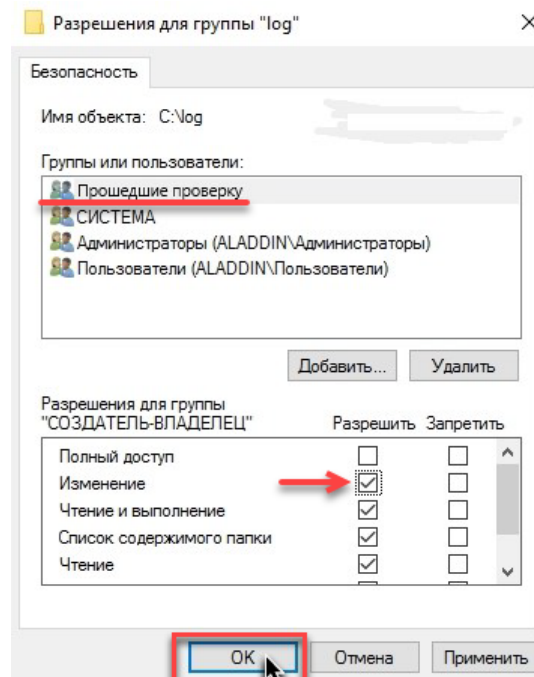 Разрешения для группы "log"
Безопасность
Имя объекта: C:\log
Группы или пользователи:
Прошедшие проверку
СИСТЕМА
Администраторы (ALADDIN\Администраторы)
Пользователи (ALADDIN\Пользователи)
Добавить... Удалить
Разрешения для группы
"СОЗДАТЕЛЬ-ВЛАДЕЛЕЦ" Разрешить Запретить
Полный доступ
Изменение
Чтение и выполнение
Список содержимого папки
Чтение
OK Отмена Применить